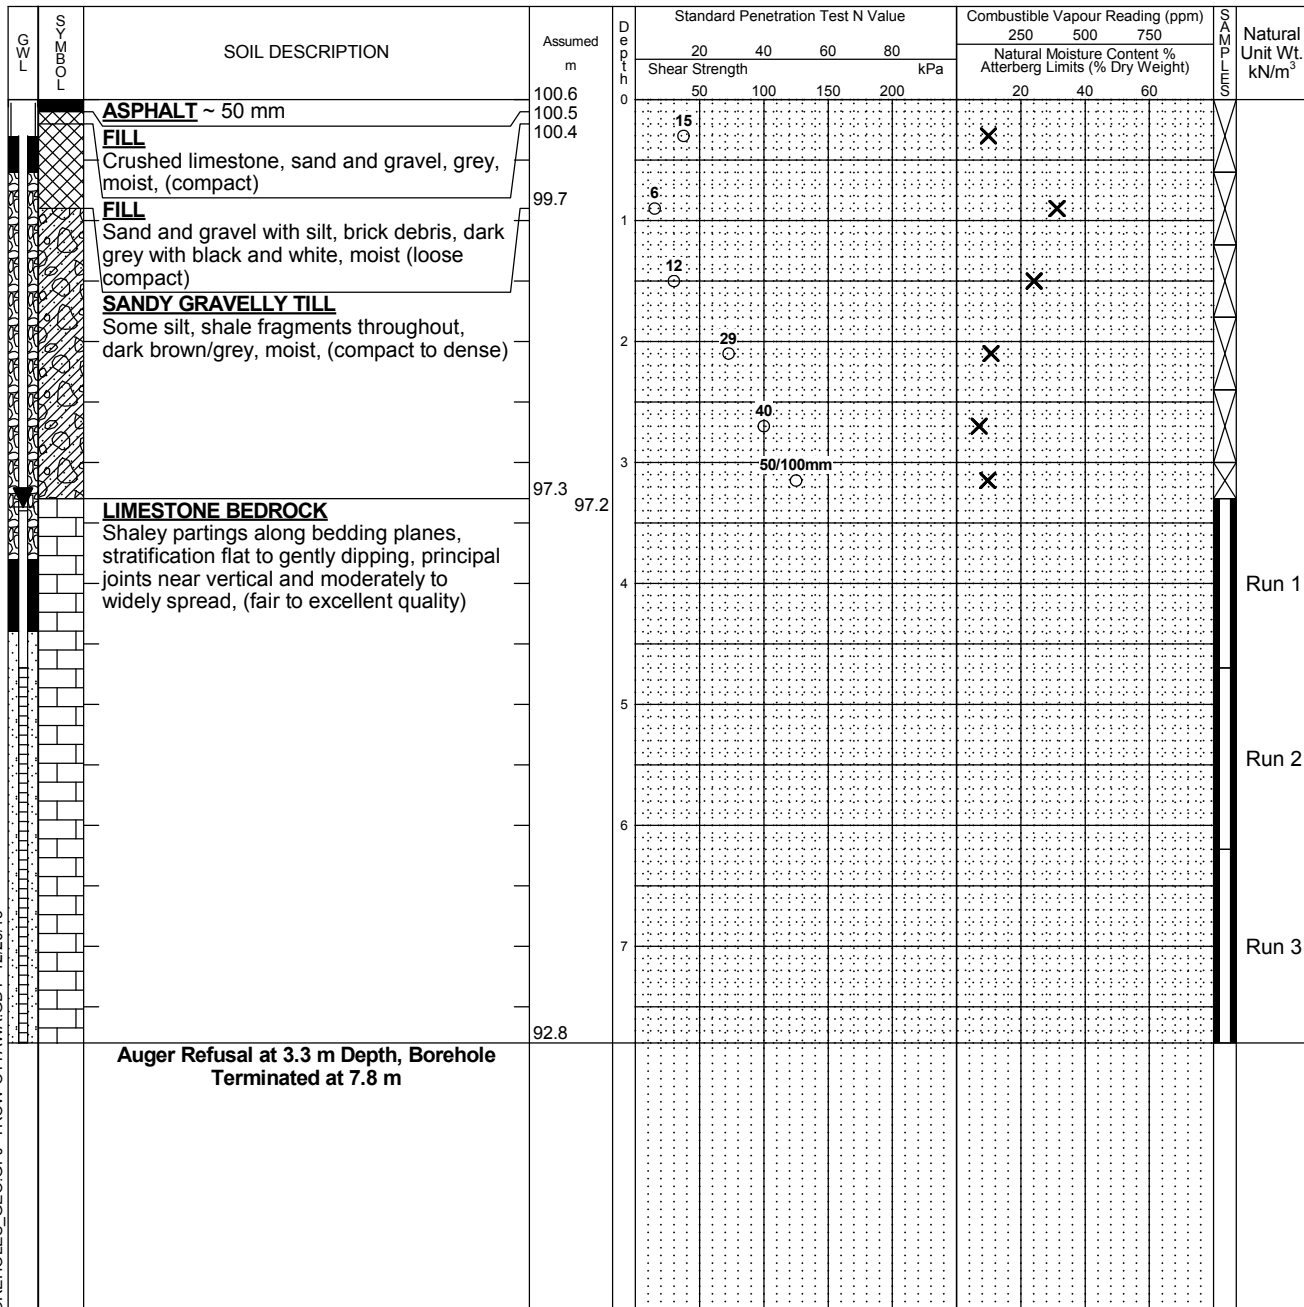 GWL
SYMBOL
SOIL DESCRIPTION
Assumed
m
Depth
Standard Penetration Test N Value
20 40 60 80
Shear Strength kPa
50 100 150 200
Combustible Vapour Reading (ppm)
250 500 750
Natural Moisture Content %
Atterberg Limits (% Dry Weight)
20 40 60
SAMPLES
Natural
Unit Wt.
kN/m³
100.6
0
ASPHALT ~ 50 mm
100.5
FILL
100.4
Crushed limestone, sand and gravel, grey,
moist, (compact)
99.7
FILL
Sand and gravel with silt, brick debris, dark
grey with black and white, moist (loose
compact)
SANDY GRAVELLY TILL
Some silt, shale fragments throughout,
dark brown/grey, moist, (compact to dense)
97.3
97.2
LIMESTONE BEDROCK
Shaley partings along bedding planes,
stratification flat to gently dipping, principal
joints near vertical and moderately to
widely spread, (fair to excellent quality)
92.8
Auger Refusal at 3.3 m Depth, Borehole
Terminated at 7.8 m
1
2
3
4
5
6
7
15
6
12
29
40
50/100mm
Run 1
Run 2
Run 3